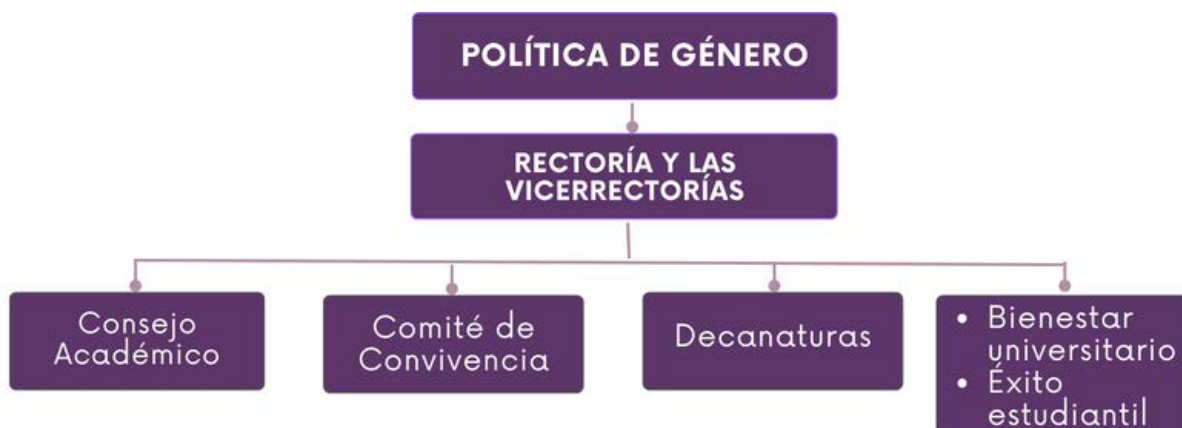 POLÍTICA DE GÉNERO
RECTORÍA Y LAS
VICERRECTORÍAS
Consejo
Académico
Comité de
Convivencia
Decanaturas
• Bienestar
universitario
• Éxito
estudiantil